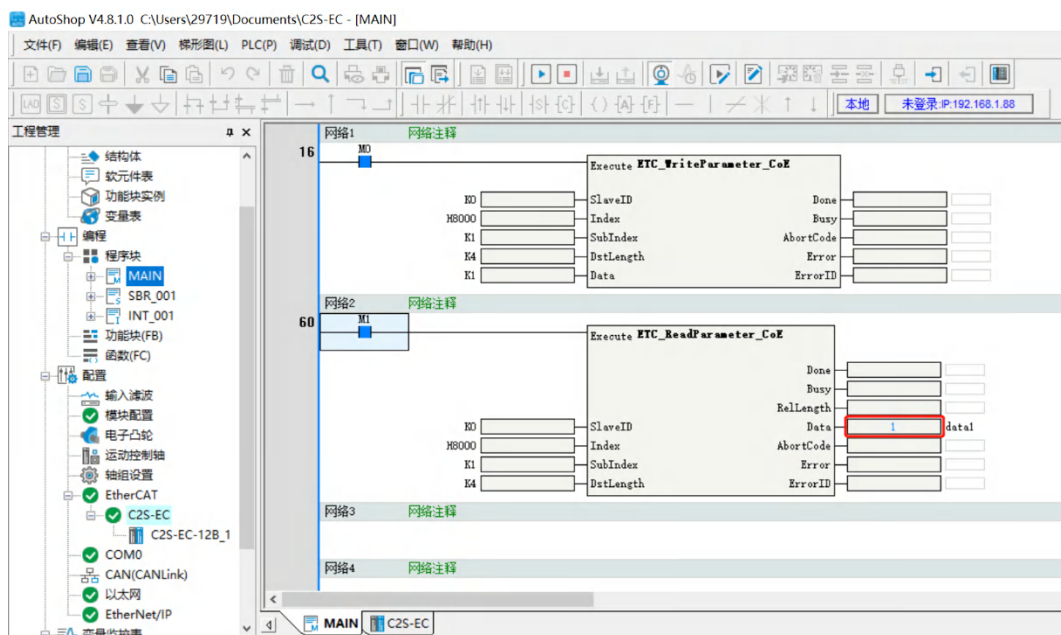 AutoShop V4.8.1.0 C:\Users\29719\Documents\C2S-EC - [MAIN]
文件(F) 编辑(E) 查看(V) 梯形图(L) PLC(P) 调试(D) 工具(T) 窗口(W) 帮助(H)
本地 未登录:IP:192.168.1.88
工程管理
结构体
软元件表
功能块实例
变量表
编程
程序块
MAIN
SBR_001
INT_001
功能块(FB)
函数(FC)
配置
输入滤波
模块配置
电子凸轮
运动控制轴
轴组设置
EtherCAT
C2S-EC
C2S-EC-12B_1
COM0
CAN(CANLink)
以太网
EtherNet/IP
网络1 网络注释
16 M0
Execute ETC_WriteParameter_CoE
K0 SlaveID Done
H8000 Index Busy
K1 SubIndex AbortCode
K4 DstLength Error
K1 Data ErrorID
网络2 网络注释
60 M1
Execute ETC_ReadParameter_CoE
Done
Busy
RelLength
K0 SlaveID Data 1 data1
H8000 Index AbortCode
K1 SubIndex Error
K4 DstLength ErrorID
网络3 网络注释
网络4 网络注释
MAIN C2S-EC